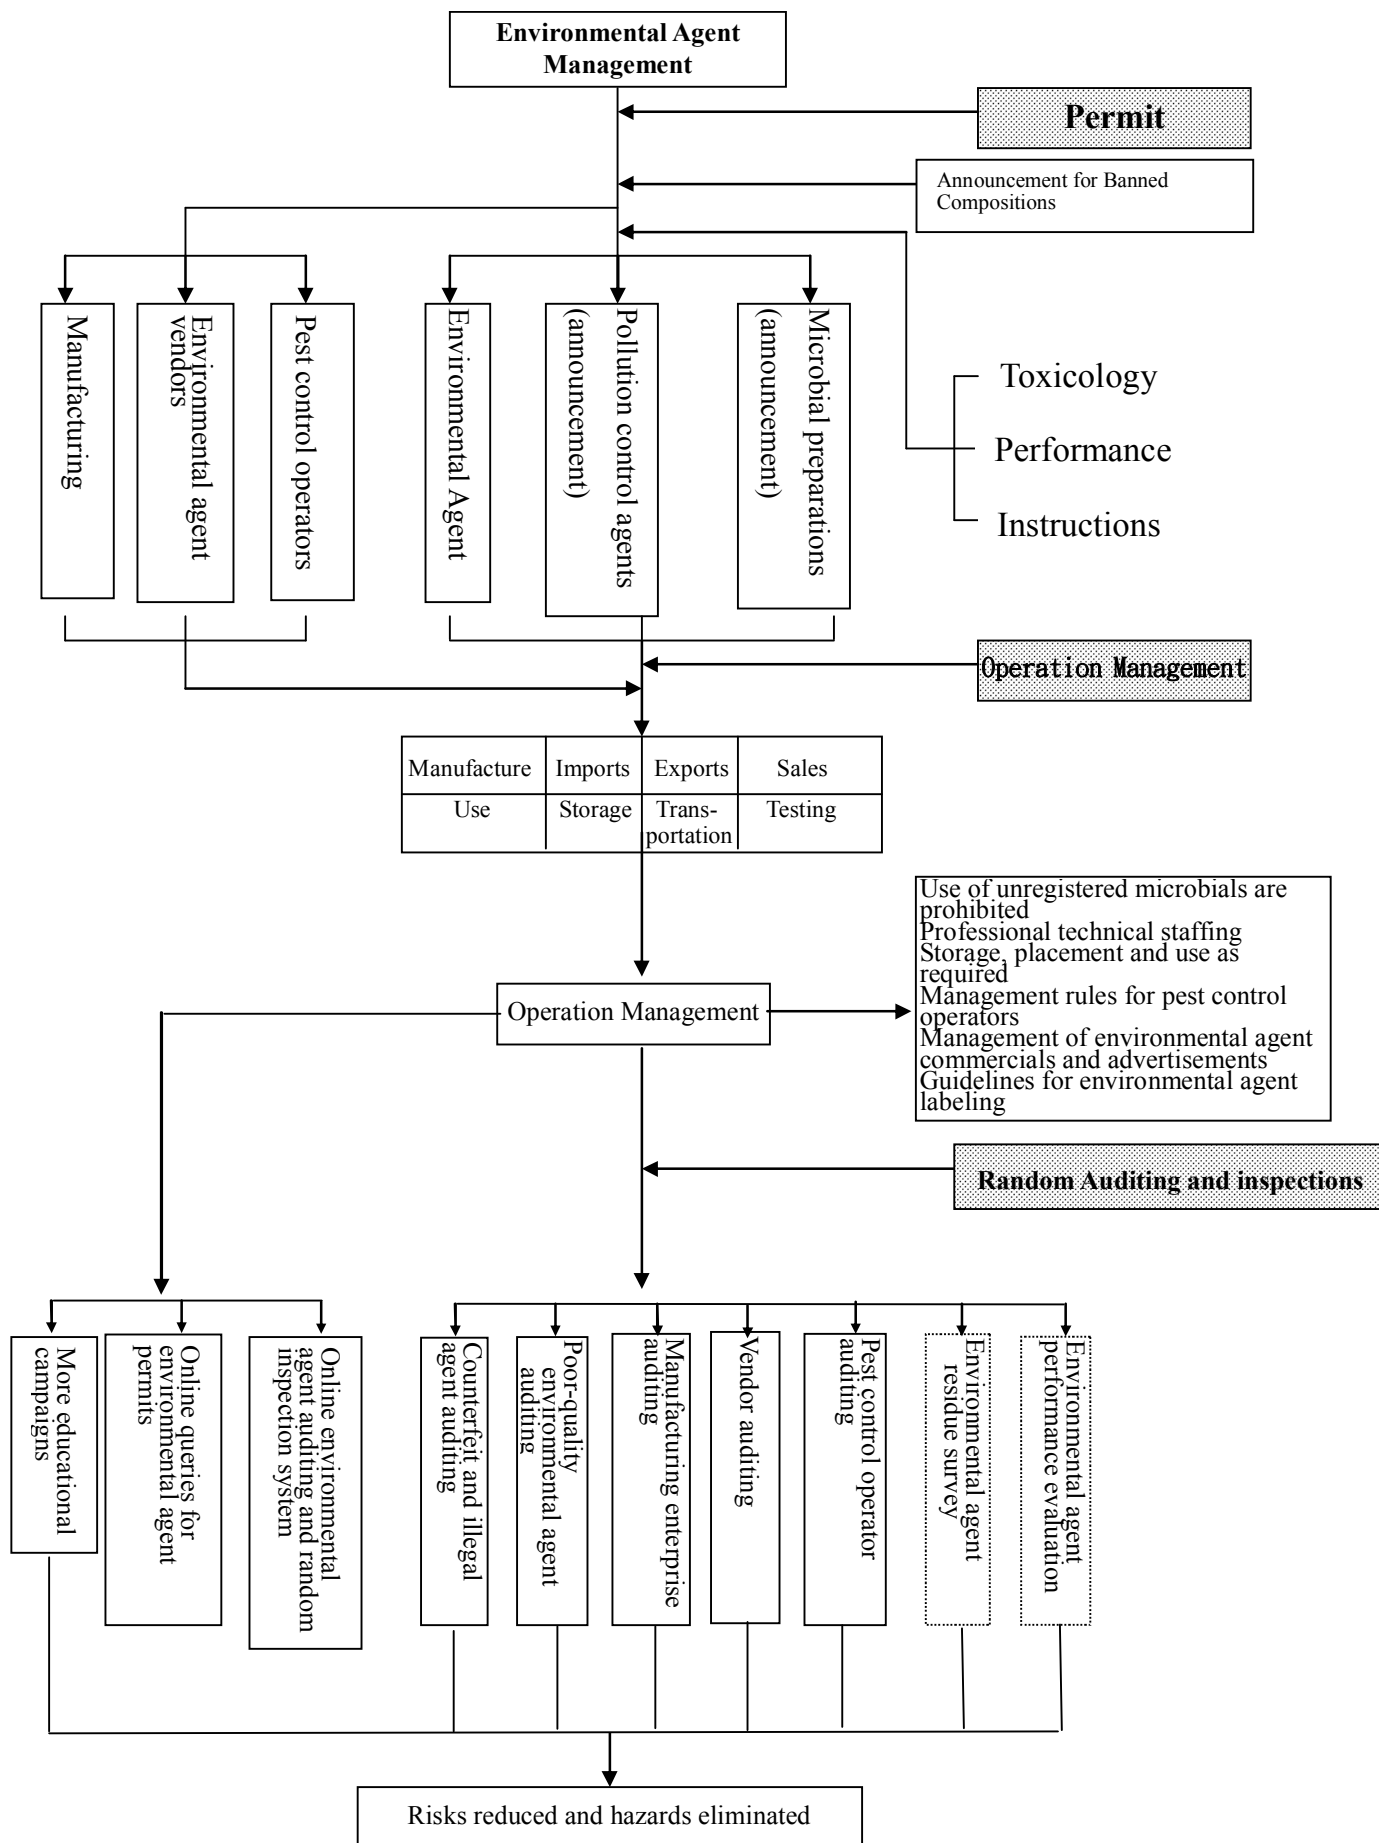 Environmental Agent
Management
Permit
Announcement for Banned
Compositions
Manufacturing
Environmental agent
vendors
Pest control operators
Environmental Agent
Pollution control agents
(announcement)
Microbial preparations
(announcement)
Toxicology
Performance
Instructions
Operation Management
Manufacture
Imports
Exports
Sales
Use
Storage
Trans-
portation
Testing
Use of unregistered microbials are
prohibited
Professional technical staffing
Storage, placement and use as
required
Management rules for pest control
operators
Management of environmental agent
commercials and advertisements
Guidelines for environmental agent
labeling
Operation Management
Random Auditing and inspections
More educational
campaigns
Online queries for
environmental agent
permits
Online environmental
agent auditing and random
inspection system
Counterfeit and illegal
agent auditing
Poor-quality
environmental agent
auditing
Manufacturing enterprise
auditing
Vendor auditing
Pest control operator
auditing
Environmental agent
residue survey
Environmental agent
performance evaluation
Risks reduced and hazards eliminated